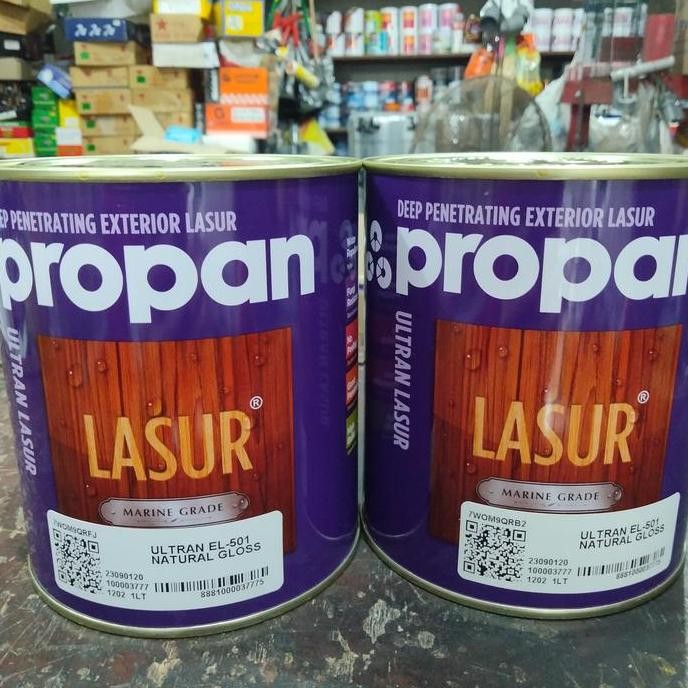 EP PENETRATING EXTERIOR LASUR
propan
ULTRAN LASUR
LASUR®
MARINE GRADE
7WOM9QRFJ
ULTRAN EL-501
NATURAL GLOSS
23090120
100003777
1202 1LT
8881000037775
DEEP PENETRATING EXTERIOR LASUR
propan
ULTRAN LASUR
LASUR®
MARINE GRADE
7WOM9QRB2
ULTRAN EL-501
NATURAL GLOSS
23090120
100003777
1202 1LT
8881000037775